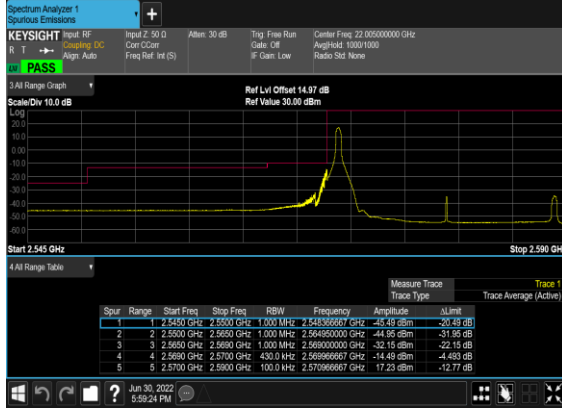 Spectrum Analyzer 1
Spurious Emissions
+
KEYSIGHT Input: RF
R T Coupling: DC
Align: Auto
Input Z: 50 Ω
Corr CCorr
Freq Ref: Int (S)
Atten: 30 dB
Trig: Free Run
Gate: Off
IF Gain: Low
Center Freq: 22.005000000 GHz
Avg|Hold: 1000/1000
Radio Std: None
PASS
3 All Range Graph
Scale/Div 10.0 dB
Ref Lvl Offset 14.97 dB
Ref Value 30.00 dBm
Log
20.0
10.0
0.00
-10.0
-20.0
-30.0
-40.0
-50.0
-60.0
Start 2.545 GHz
Stop 2.590 GH
4 All Range Table
Measure Trace Trace 1
Trace Type Trace Average (Active)
Spur Range Start Freq Stop Freq RBW Frequency Amplitude ΔLimit
1 1 2.5450 GHz 2.5500 GHz 1.000 MHz 2.548366667 GHz -45.49 dBm -20.49 dB
2 2 2.5500 GHz 2.5650 GHz 1.000 MHz 2.564950000 GHz -44.95 dBm -31.95 dB
3 3 2.5650 GHz 2.5690 GHz 1.000 MHz 2.569000000 GHz -32.15 dBm -22.15 dB
4 4 2.5690 GHz 2.5700 GHz 430.0 kHz 2.569966667 GHz -14.49 dBm -4.493 dB
5 5 2.5700 GHz 2.5900 GHz 100.0 kHz 2.570966667 GHz 17.23 dBm -12.77 dB
?
Jun 30, 2022
5:59:24 PM